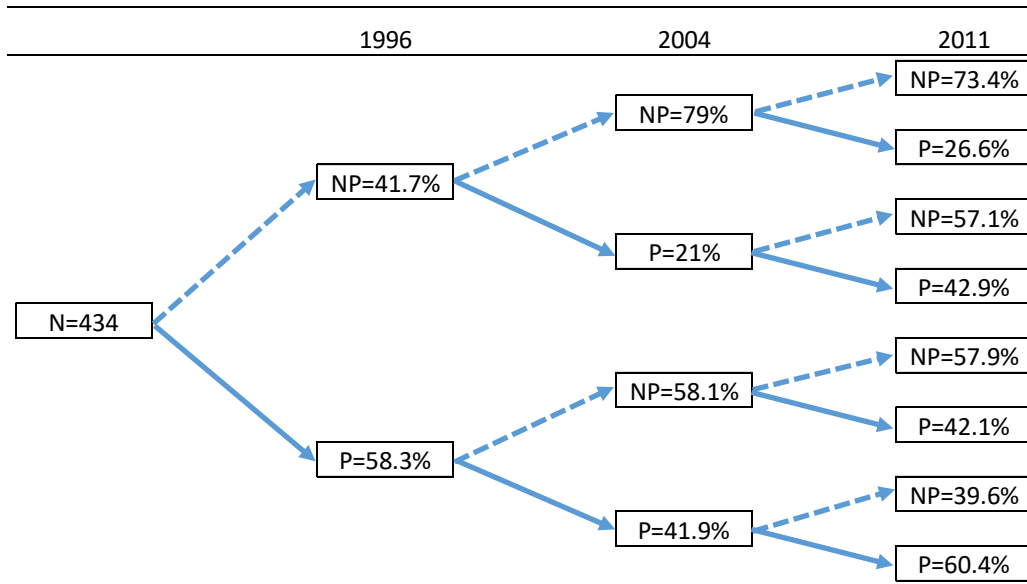 1996 2004 2011
NP=73.4%
NP=79%
P=26.6%
NP=41.7%
NP=57.1%
P=21%
P=42.9%
N=434
NP=57.9%
NP=58.1%
P=42.1%
P=58.3%
NP=39.6%
P=41.9%
P=60.4%